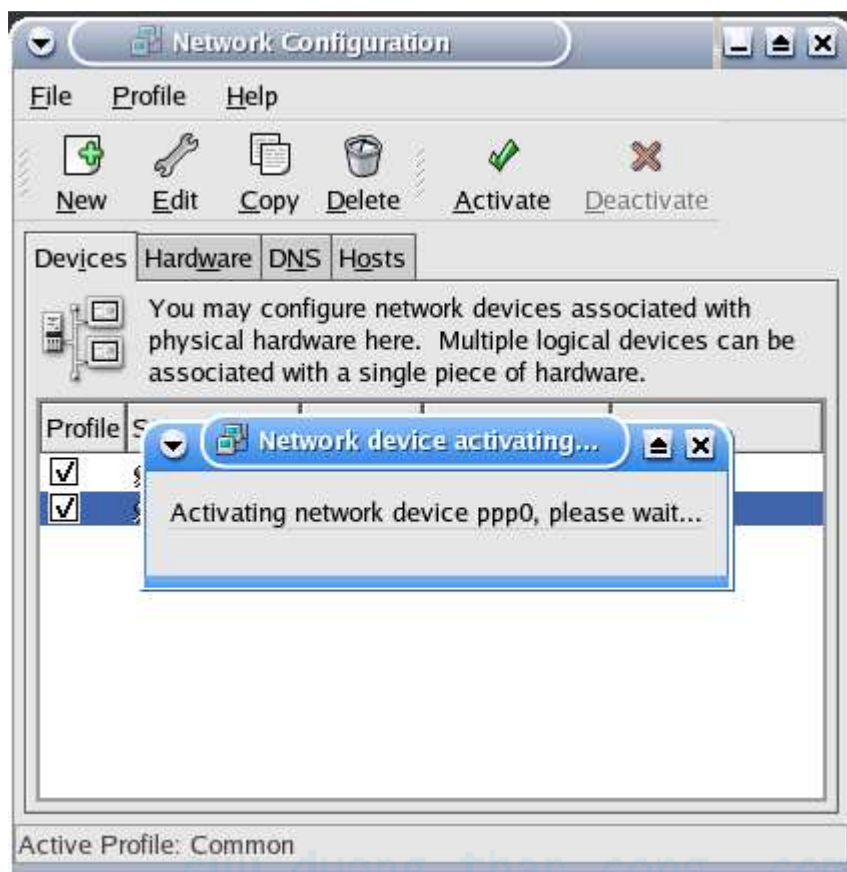 Network Configuration
File Profile Help
New Edit Copy Delete Activate Deactivate
Devices Hardware DNS Hosts
You may configure network devices associated with
physical hardware here. Multiple logical devices can be
associated with a single piece of hardware.
Profile
Network device activating...
Activating network device ppp0, please wait...
Active Profile: Common